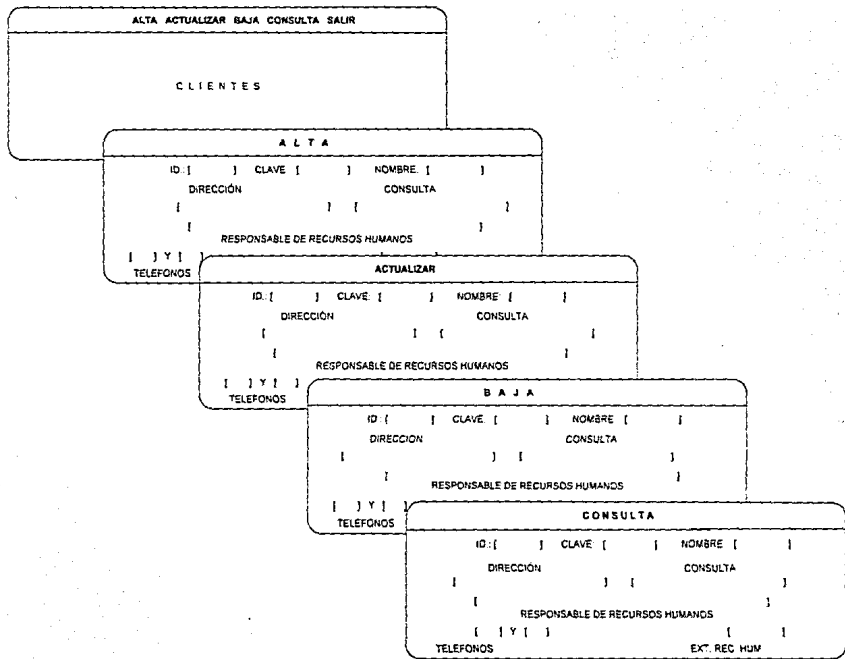 ALTA ACTUALIZAR BAJA CONSULTA SALIR
CLIENTES
ALTA
ID.:[ ] CLAVE [ ] NOMBRE. [ ]
DIRECCIÓN CONSULTA
[ ] [ ]
[ ]
RESPONSABLE DE RECURSOS HUMANOS
[ ] Y [ ]
TELEFONOS
ACTUALIZAR
ID.:[ ] CLAVE: [ ] NOMBRE: [ ]
DIRECCIÓN CONSULTA
[ ] [ ]
[ ]
RESPONSABLE DE RECURSOS HUMANOS
[ ] Y [ ]
TELEFONOS
BAJA
ID.:[ ] CLAVE: [ ] NOMBRE [ ]
DIRECCION CONSULTA
[ ] [ ]
[ ]
RESPONSABLE DE RECURSOS HUMANOS
[ ] Y [ ]
TELEFONOS
CONSULTA
ID.:[ ] CLAVE [ ] NOMBRE [ ]
DIRECCIÓN CONSULTA
[ ] [ ]
[ ]
RESPONSABLE DE RECURSOS HUMANOS
[ ] Y [ ] [ ]
TELEFONOS EXT. REC HUM